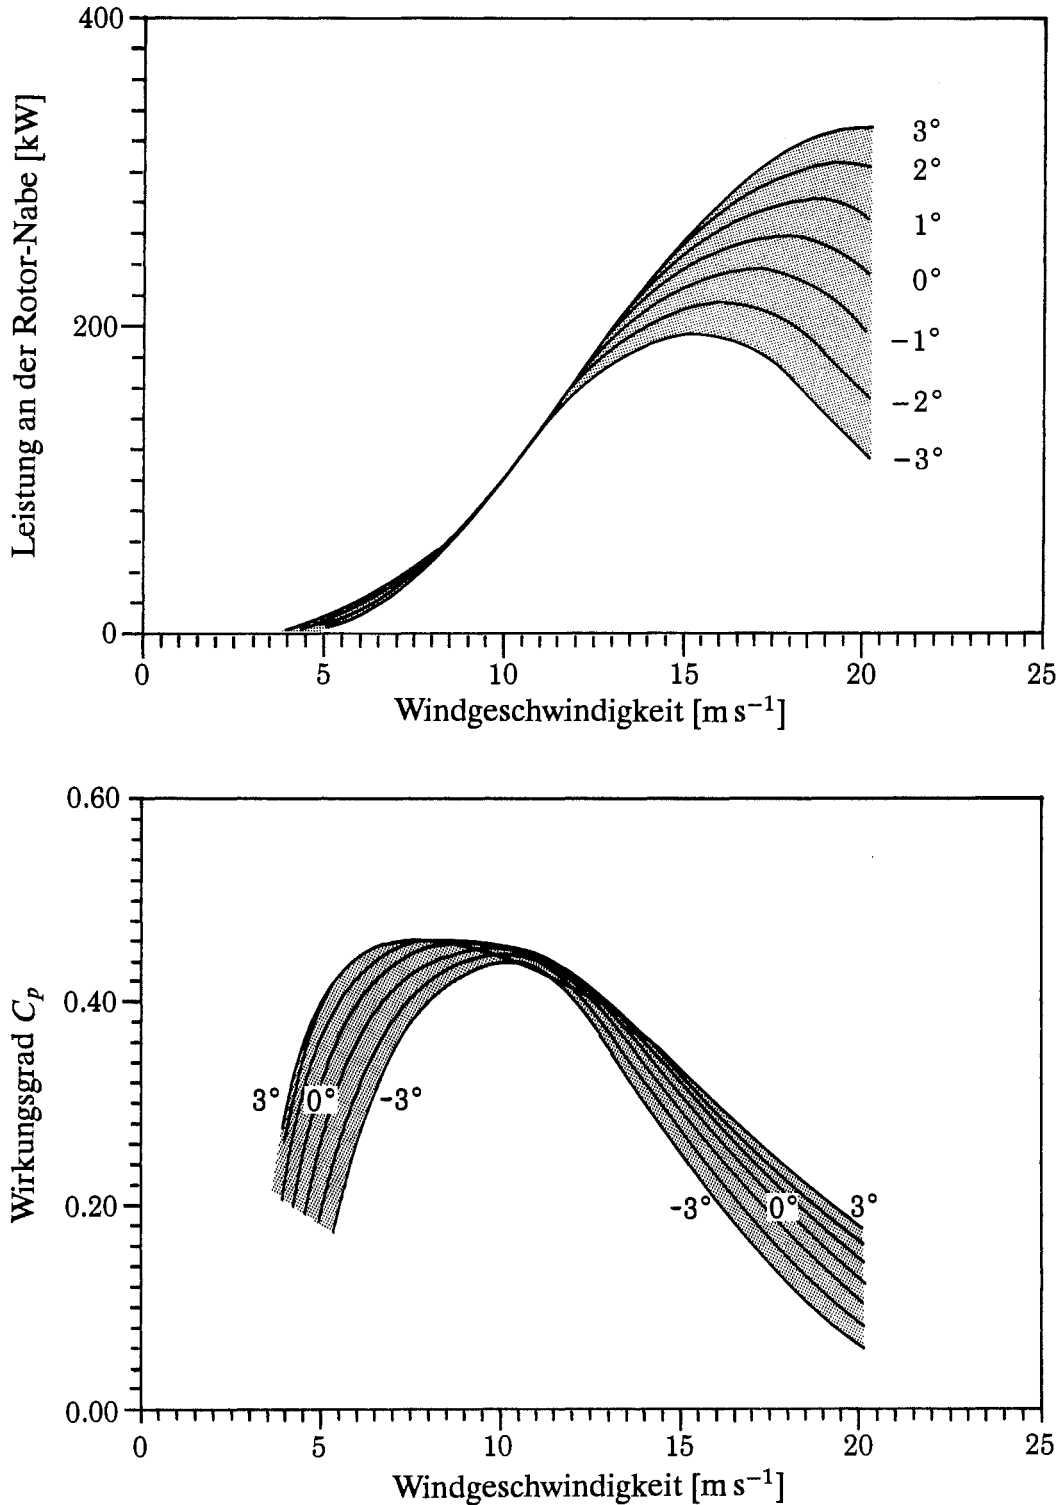 400
200
0
Leistung an der Rotor-Nabe [kW]
3°
2°
1°
0°
−1°
−2°
−3°
0 5 10 15 20 25
Windgeschwindigkeit [m s⁻¹]
0.60
0.40
0.20
0.00
Wirkungsgrad Cₚ
3° 0° -3°
-3° 0° 3°
0 5 10 15 20 25
Windgeschwindigkeit [m s⁻¹]